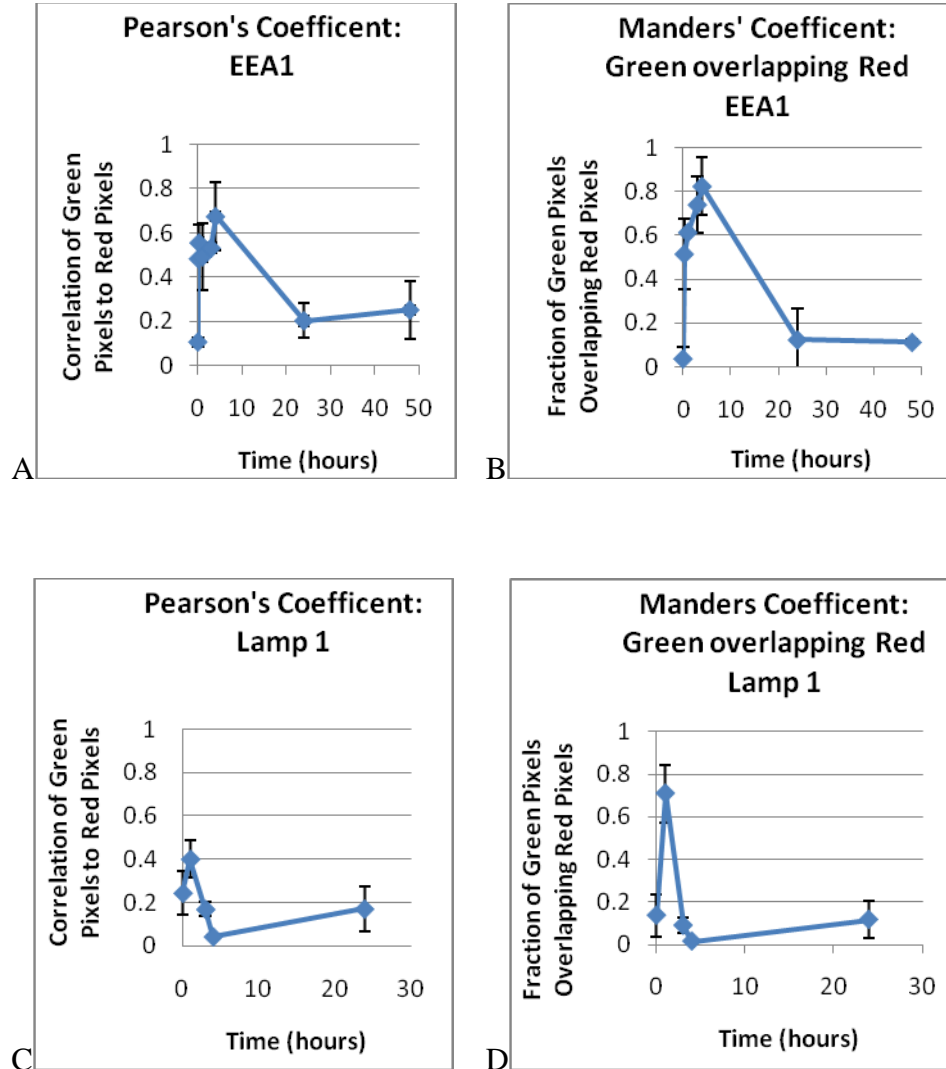 Pearson's Coefficent:
EEA1
Correlation of Green
Pixels to Red Pixels
1
0.8
0.6
0.4
0.2
0
0 10 20 30 40 50
Time (hours)
A
Manders' Coefficent:
Green overlapping Red
EEA1
Fraction of Green Pixels
Overlapping Red Pixels
1
0.8
0.6
0.4
0.2
0
0 10 20 30 40 50
Time (hours)
B
Pearson's Coefficent:
Lamp 1
Correlation of Green
Pixels to Red Pixels
1
0.8
0.6
0.4
0.2
0
0 10 20 30
Time (hours)
C
Manders Coefficent:
Green overlapping Red
Lamp 1
Fraction of Green Pixels
Overlapping Red Pixels
1
0.8
0.6
0.4
0.2
0
0 10 20 30
Time (hours)
D